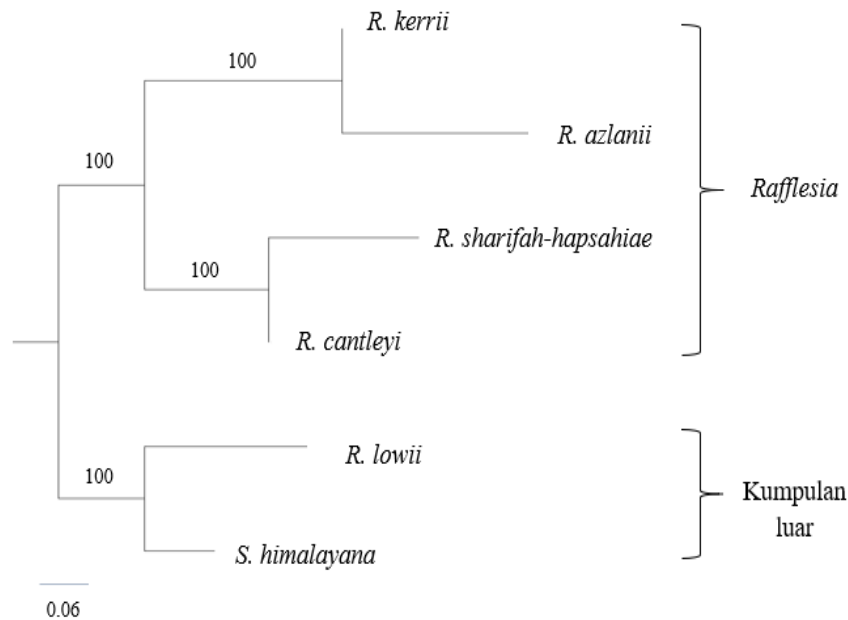 R. kerrii
100
R. azlanii
100
Rafflesia
R. sharifah-hapsahiae
100
R. cantleyi
R. lowii
100
Kumpulan
luar
S. himalayana
0.06